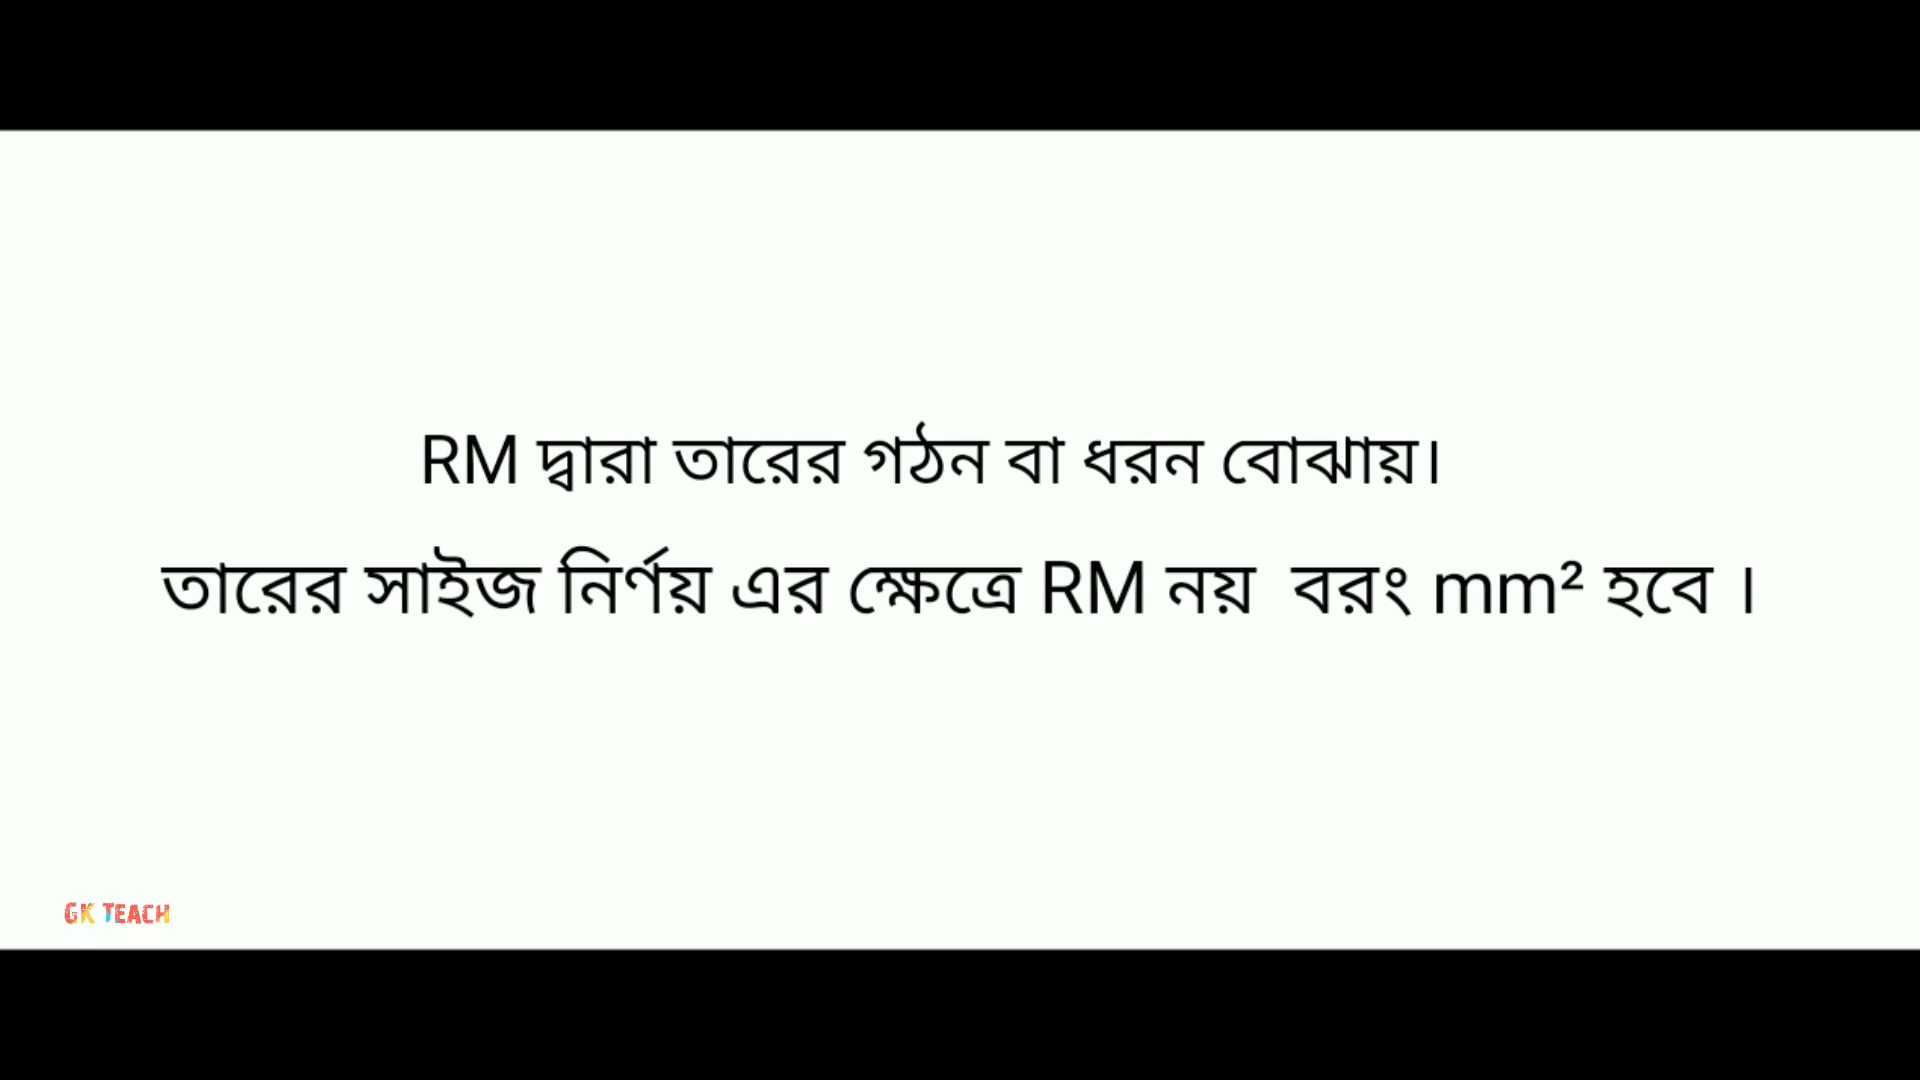 RM দ্বারা তারের গঠন বা ধরন বোঝায়।
তারের সাইজ নির্ণয় এর ক্ষেত্রে RM নয় বরং mm² হবে ।
GK TEACH